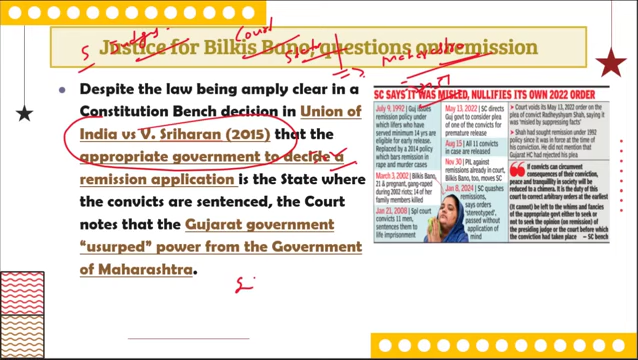 Justice for Bilkis Bano, questions on remission
S Judges
Court
State
Despite the law being amply clear in a
Constitution Bench decision in Union of
India vs V. Sriharan (2015) that the
appropriate government to decide a
remission application is the State where
the convicts are sentenced, the Court
notes that the Gujarat government
"usurped" power from the Government
of Maharashtra.
SC SAYS IT WAS MISLED, NULLIFIES ITS OWN 2022 ORDER
July 9, 1992 | Guj issues
remission policy under
which lifers who have
served minimum 14 yrs are
eligible for early release.
Replaced by a 2014 policy
which bars remission in
rape and murder cases
March 3, 2002 | Bilkis Bano,
21 & pregnant, gang-raped
during 2002 riots; 14 of
her family members killed
Jan 21, 2008 | Spl court
convicts 11 men,
sentences them to
life imprisonment
May 13, 2022 | SC directs
Guj govt to consider plea
of one of the convicts for
premature release
Aug 15 | All 11 convicts
in case are released
Nov 30 | PIL against
remissions already in court,
Bilkis Bano, too, moves SC
Jan 8, 2024 | SC quashes
remissions,
says orders
'stereotyped',
passed without
application of
mind
Court voids its May 13, 2022 order on the
plea of convict Radheshyam Shah, saying it
was 'misled by suppressing facts'
Shah had sought remission under 1992
policy since it was in force at the time of
his conviction. He did not mention that
Gujarat HC had rejected his plea
If convicts can circumvent
consequences of their conviction,
peace and tranquility in society will be
reduced to a chimera. It is the duty of this
court to correct arbitrary orders at the earliest
(It) cannot be left to the whims and fancies
of the appropriate govt either to seek or
not to seek the opinion (on remission) of
the presiding judge or the court before which
the conviction had taken place — SC bench